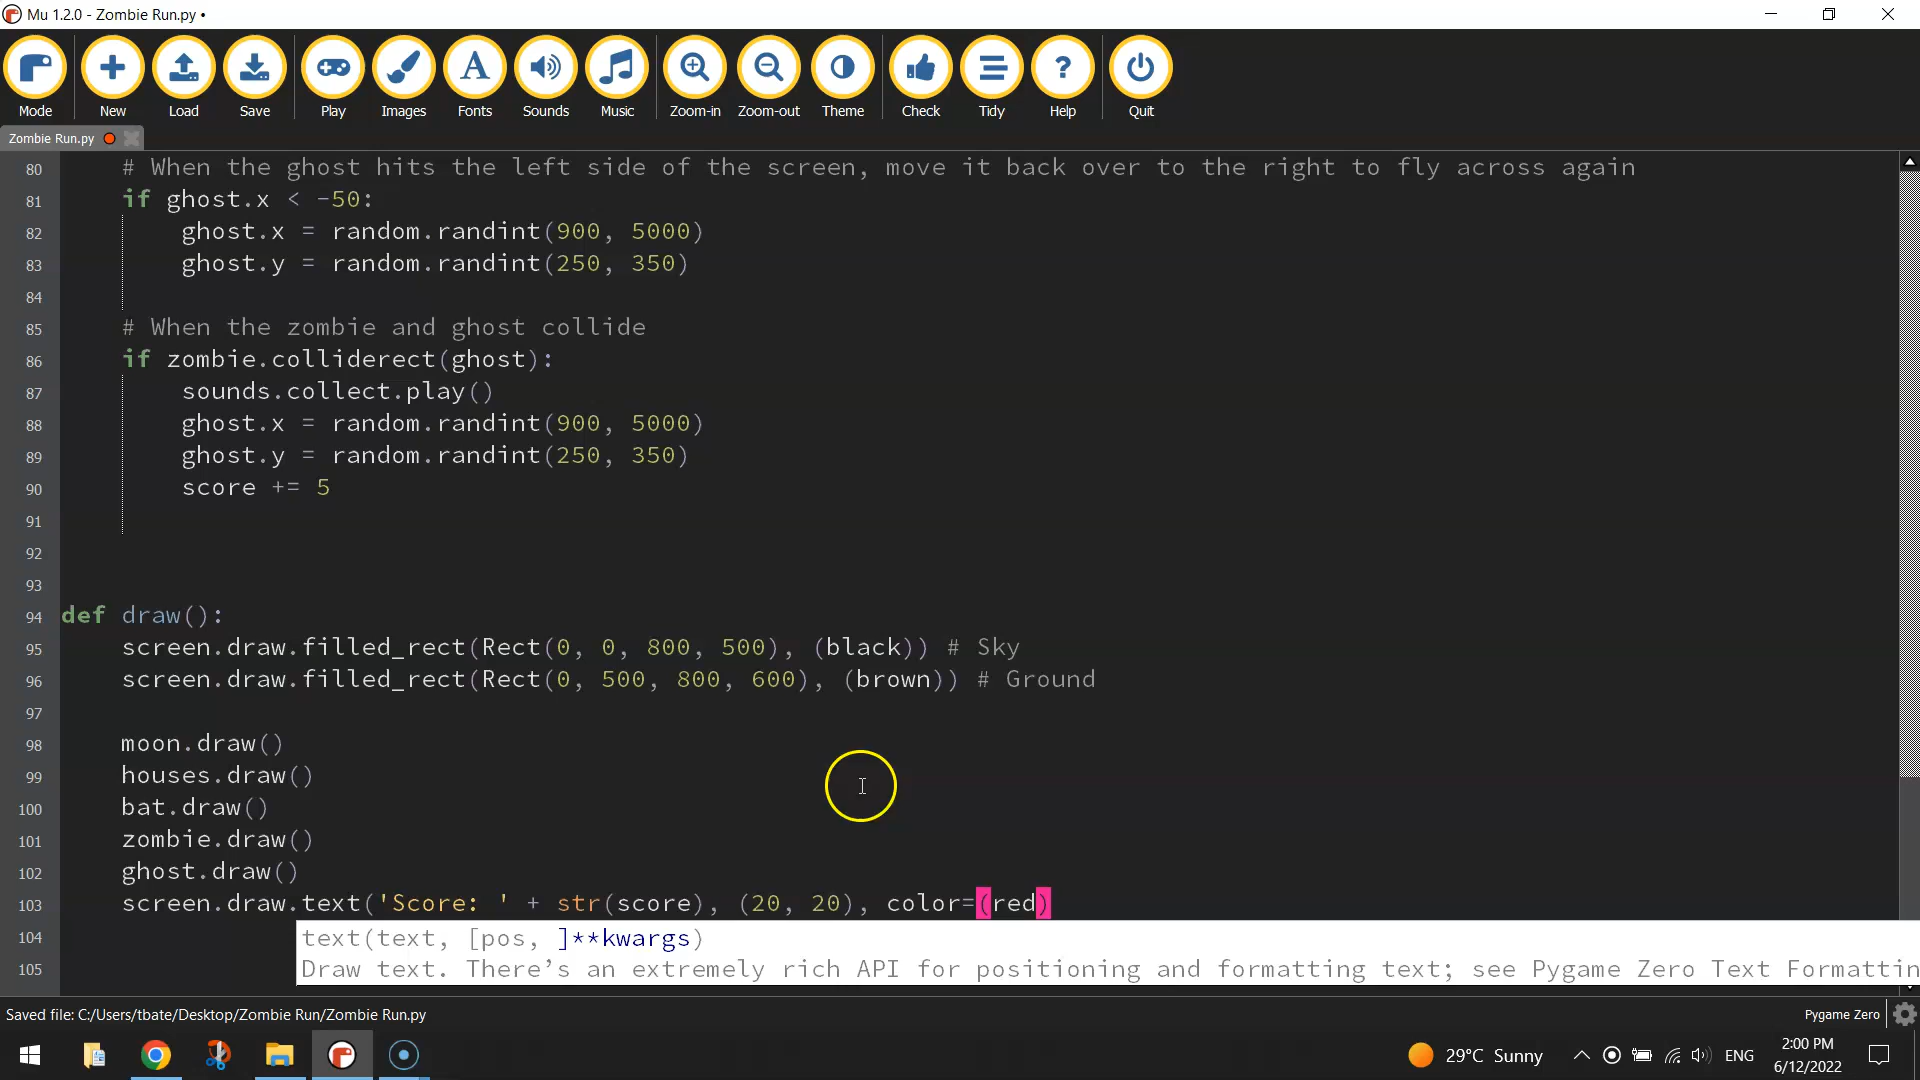 Mu 1.2.0 - Zombie Run.py •
Mode New Load Save Play Images Fonts Sounds Music Zoom-in Zoom-out Theme Check Tidy Help Quit
Zombie Run.py
80 # When the ghost hits the left side of the screen, move it back over to the right to fly across again
81 if ghost.x < -50:
82 ghost.x = random.randint(900, 5000)
83 ghost.y = random.randint(250, 350)
84
85 # When the zombie and ghost collide
86 if zombie.colliderect(ghost):
87 sounds.collect.play()
88 ghost.x = random.randint(900, 5000)
89 ghost.y = random.randint(250, 350)
90 score += 5
91
92
93
94 def draw():
95 screen.draw.filled_rect(Rect(0, 0, 800, 500), (black)) # Sky
96 screen.draw.filled_rect(Rect(0, 500, 800, 600), (brown)) # Ground
97
98 moon.draw()
99 houses.draw()
100 bat.draw()
101 zombie.draw()
102 ghost.draw()
103 screen.draw.text('Score: ' + str(score), (20, 20), color=(red)
104 text(text, [pos, ]**kwargs)
105 Draw text. There’s an extremely rich API for positioning and formatting text; see Pygame Zero Text Formattin
Saved file: C:/Users/tbate/Desktop/Zombie Run/Zombie Run.py
Pygame Zero
29°C Sunny
ENG
2:00 PM
6/12/2022